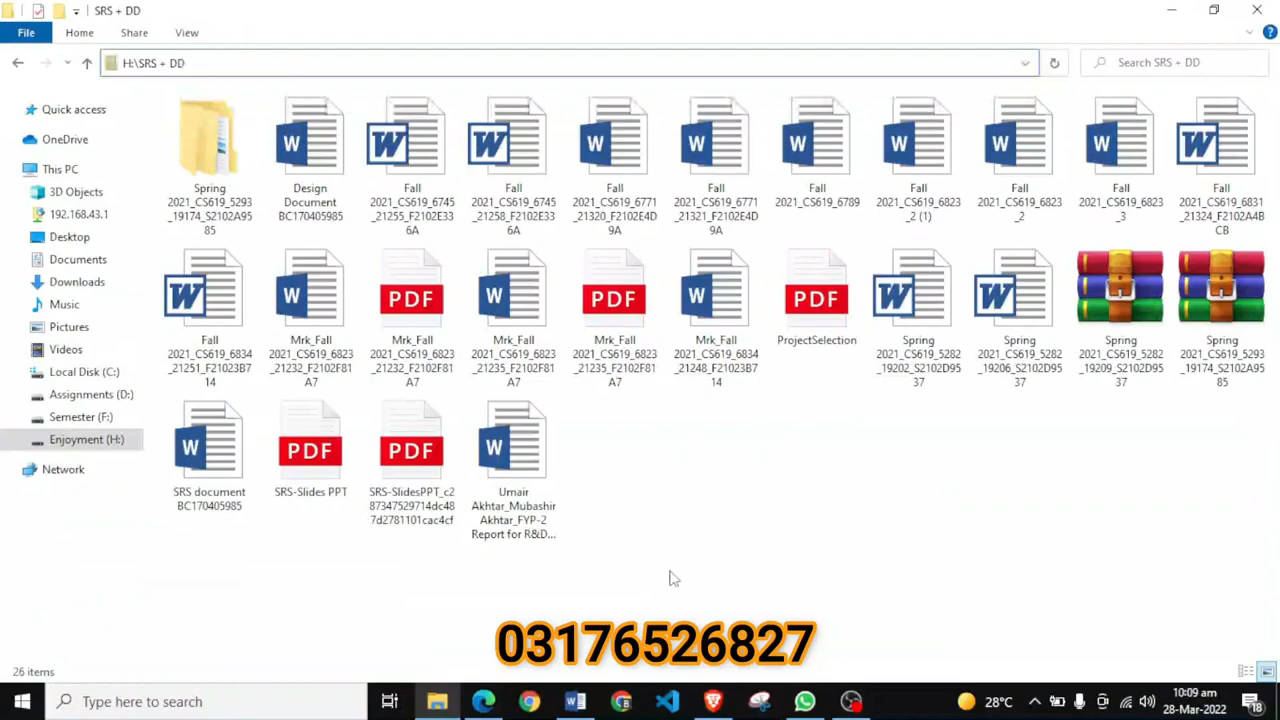 SRS + DD
File
Home
Share
View
H:\SRS + DD
Search SRS + DD
Quick access
OneDrive
This PC
3D Objects
192.168.43.1
Desktop
Documents
Downloads
Music
Pictures
Videos
Local Disk (C:)
Assignments (D:)
Semester (F:)
Enjoyment (H:)
Network
Spring
2021_CS619_5293
_19174_S2102A95
85
Design
Document
BC170405985
Fall
2021_CS619_6745
_21255_F2102E33
6A
Fall
2021_CS619_6745
_21258_F2102E33
6A
Fall
2021_CS619_6771
_21320_F2102E4D
9A
Fall
2021_CS619_6771
_21321_F2102E4D
9A
Fall
2021_CS619_6789
Fall
2021_CS619_6823
_2 (1)
Fall
2021_CS619_6823
_2
Fall
2021_CS619_6823
_3
Fall
2021_CS619_6831
_21324_F2102A4B
CB
Fall
2021_CS619_6834
_21251_F21023B7
14
Mrk_Fall
2021_CS619_6823
_21232_F2102F81
A7
PDF
Mrk_Fall
2021_CS619_6823
_21232_F2102F81
A7
Mrk_Fall
2021_CS619_6823
_21235_F2102F81
A7
PDF
Mrk_Fall
2021_CS619_6823
_21235_F2102F81
A7
Mrk_Fall
2021_CS619_6834
_21248_F21023B7
14
PDF
ProjectSelection
Spring
2021_CS619_5282
_19202_S2102D95
37
Spring
2021_CS619_5282
_19206_S2102D95
37
Spring
2021_CS619_5282
_19209_S2102D95
37
Spring
2021_CS619_5293
_19174_S2102A95
85
SRS document
BC170405985
PDF
SRS-Slides PPT
PDF
SRS-SlidesPPT_c2
87347529714dc48
7d2781101cac4cf
Umair
Akhtar_Mubashir
Akhtar_FYP-2
Report for R&D...
03176526827
26 items
Type here to search
28°C
10:09 am
28-Mar-2022
18